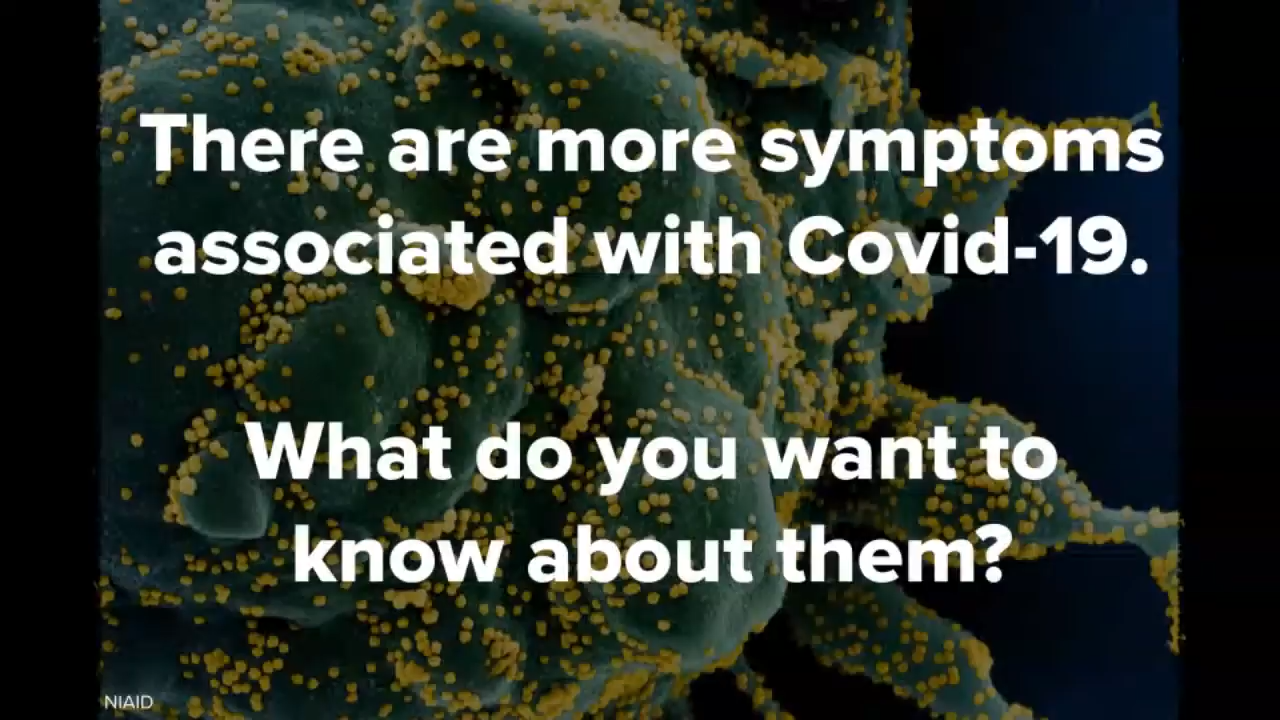 There are more symptoms
associated with Covid-19.
What do you want to
know about them?
NIAID